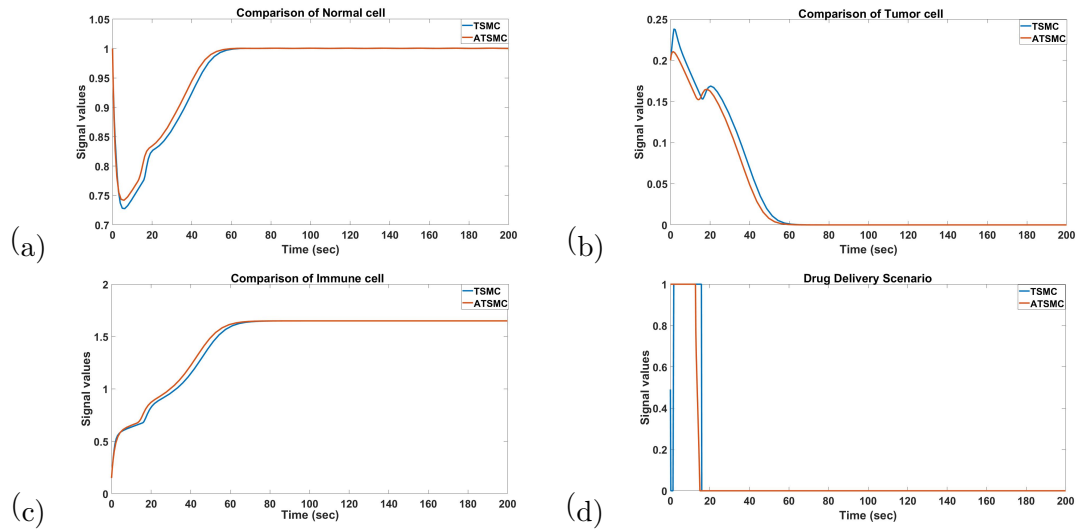 Comparison of Normal cell
1.05
1
0.95
0.9
0.85
0.8
0.75
0.7
Signal values
TSMC
ATSMC
0 20 40 60 80 100 120 140 160 180 200
Time (sec)
(a)
Comparison of Tumor cell
0.25
0.2
0.15
0.1
0.05
0
Signal values
TSMC
ATSMC
0 20 40 60 80 100 120 140 160 180 200
Time (sec)
(b)
Comparison of Immune cell
2
1.5
1
0.5
0
Signal values
TSMC
ATSMC
0 20 40 60 80 100 120 140 160 180 200
Time (sec)
(c)
Drug Delivery Scenario
1
0.8
0.6
0.4
0.2
0
Signal values
TSMC
ATSMC
0 20 40 60 80 100 120 140 160 180 200
Time (sec)
(d)